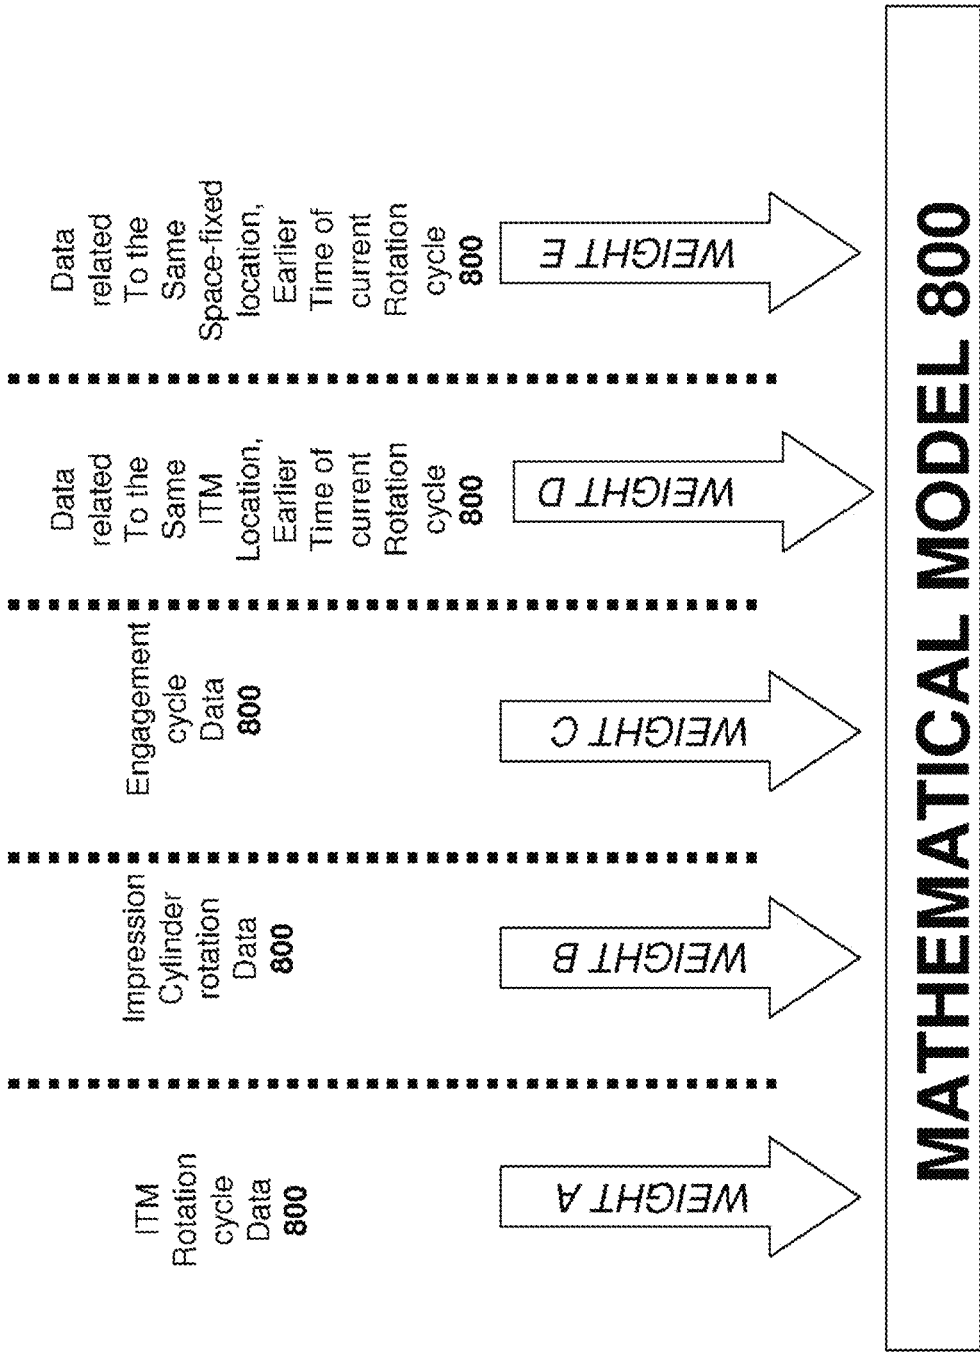 ITM
Rotation
cycle
Data
800
WEIGHT A
Impression
Cylinder
rotation
Data
800
WEIGHT B
Engagement
cycle
Data
800
WEIGHT C
Data
related
To the
Same
ITM
Location,
Earlier
Time of
current
Rotation
cycle
800
WEIGHT D
Data
related
To the
Same
Space-fixed
location,
Earlier
Time of
current
Rotation
cycle
800
WEIGHT E
MATHEMATICAL MODEL 800